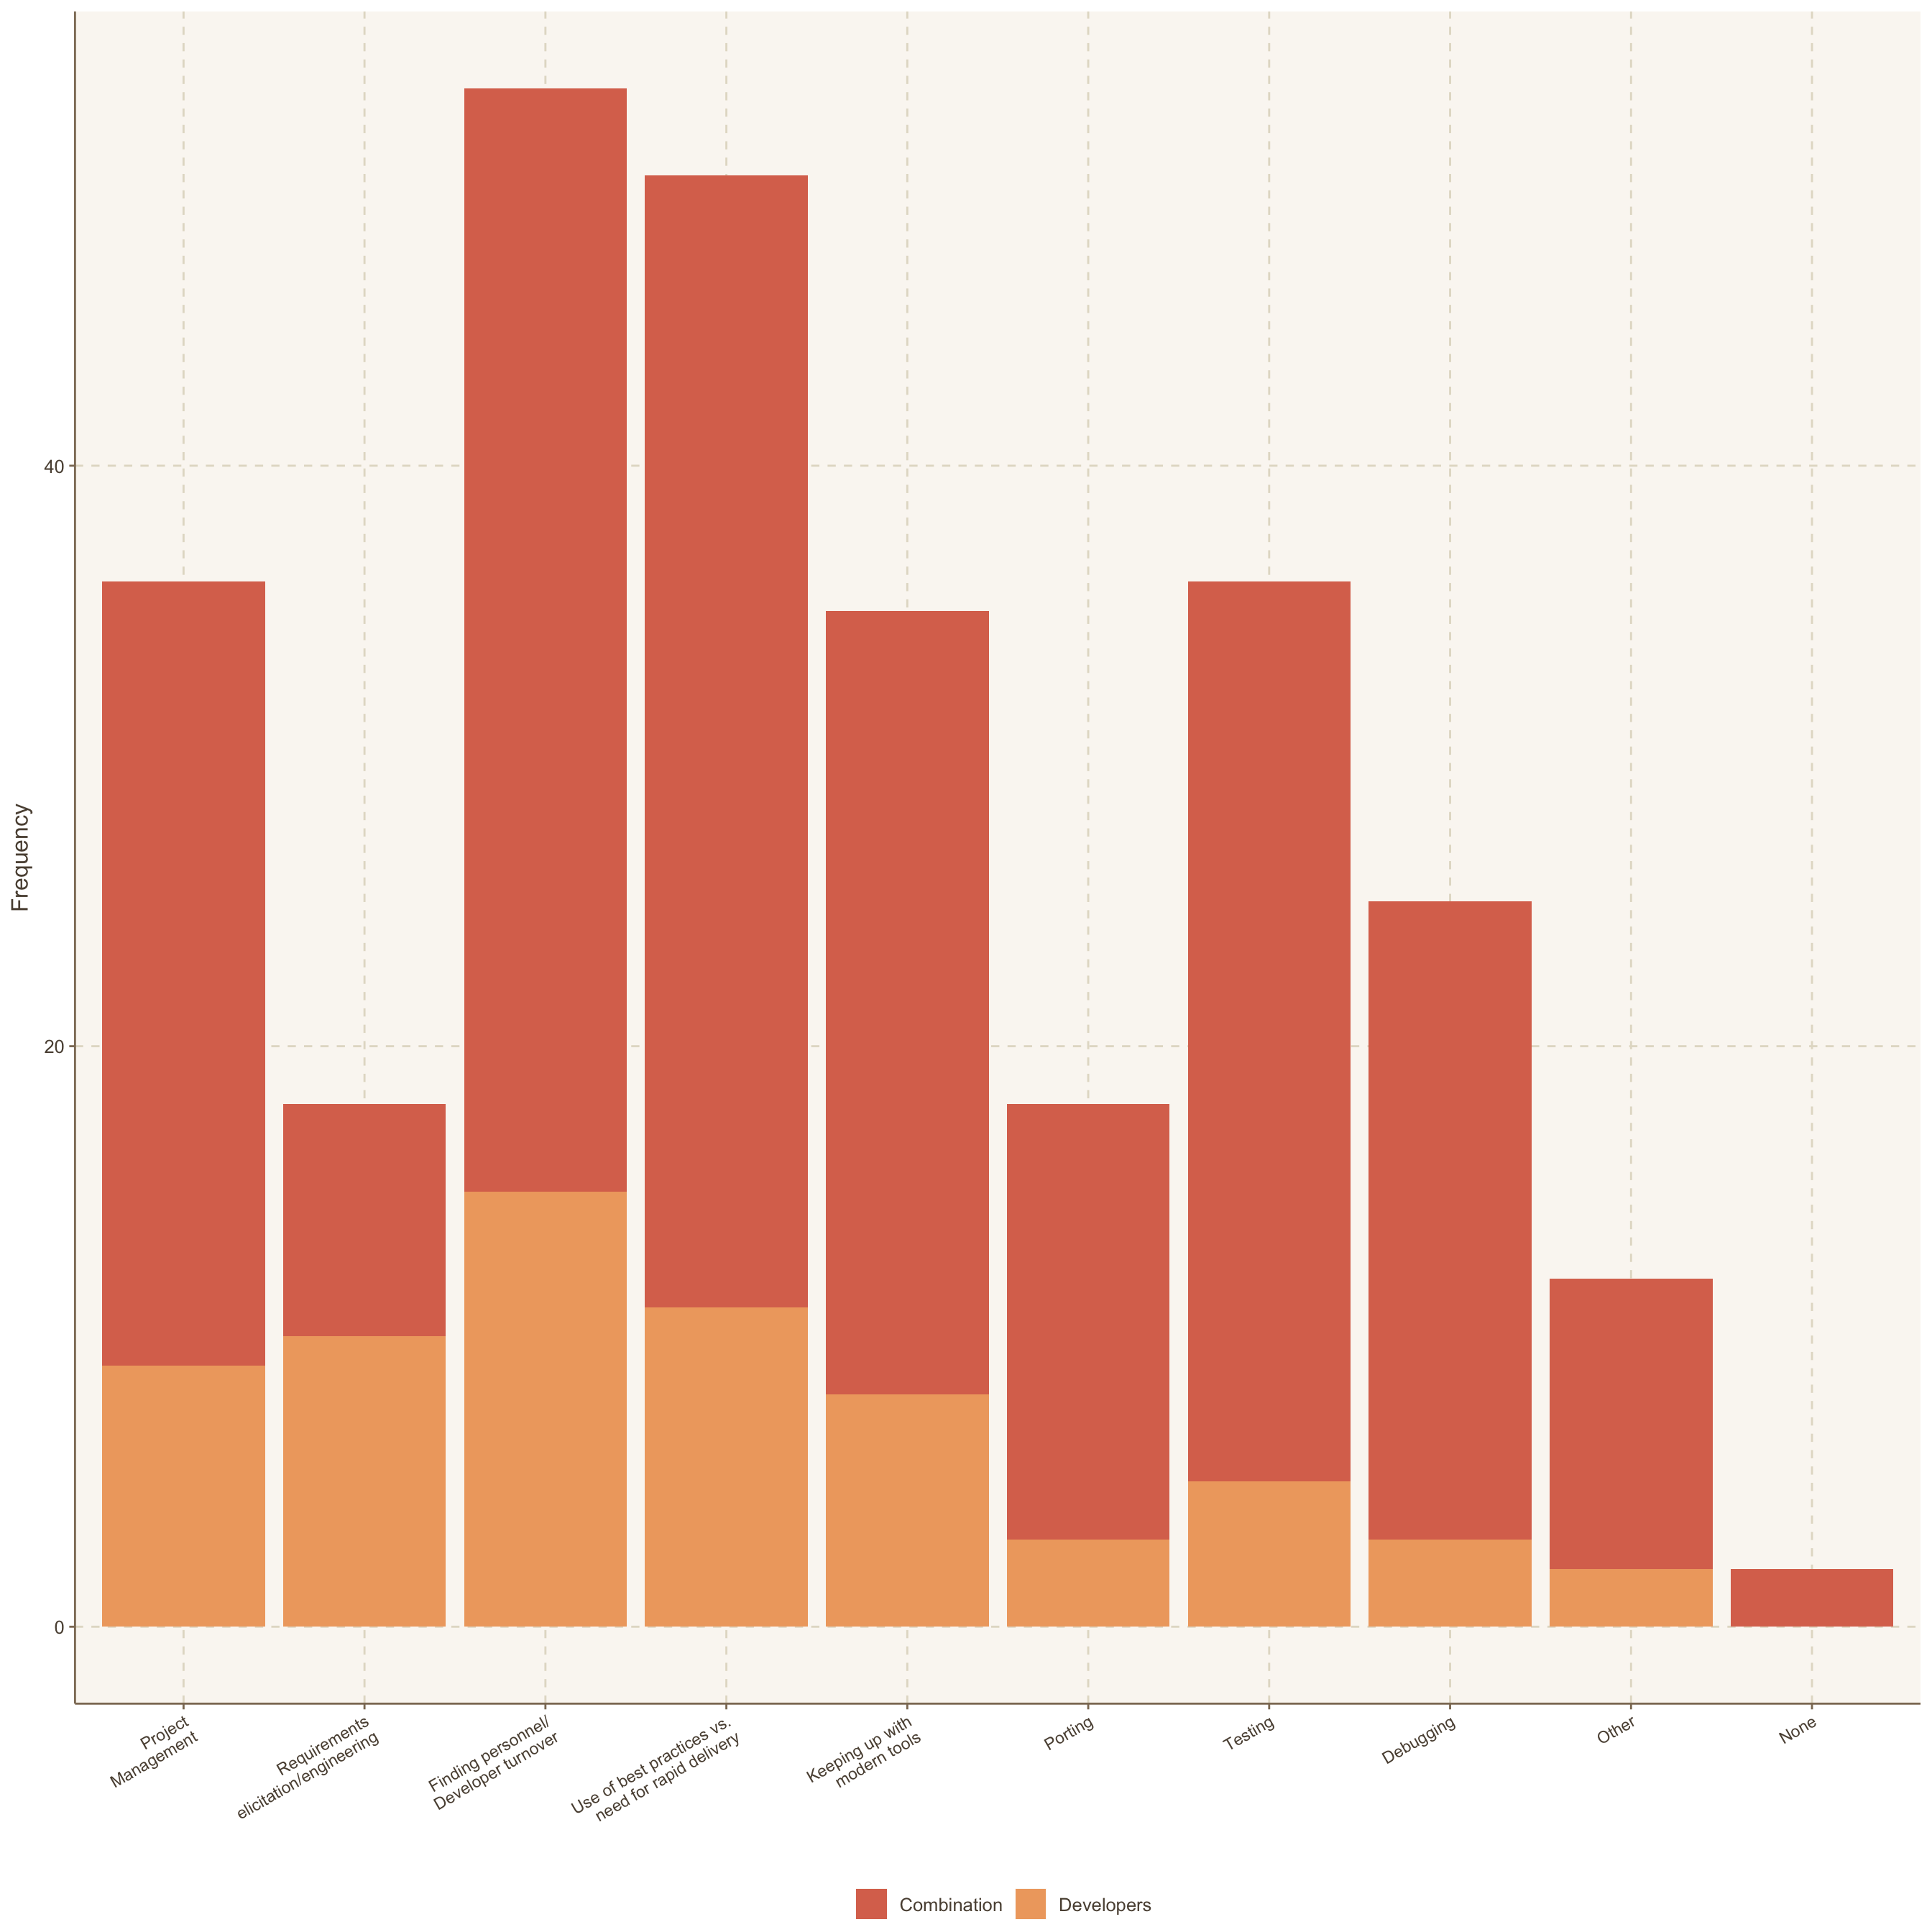 Frequency
40
20
0
Project
Management
Requirements
elicitation/engineering
Finding personnel/
Developer turnover
Use of best practices vs.
need for rapid delivery
Keeping up with
modern tools
Porting
Testing
Debugging
Other
None
Combination
Developers